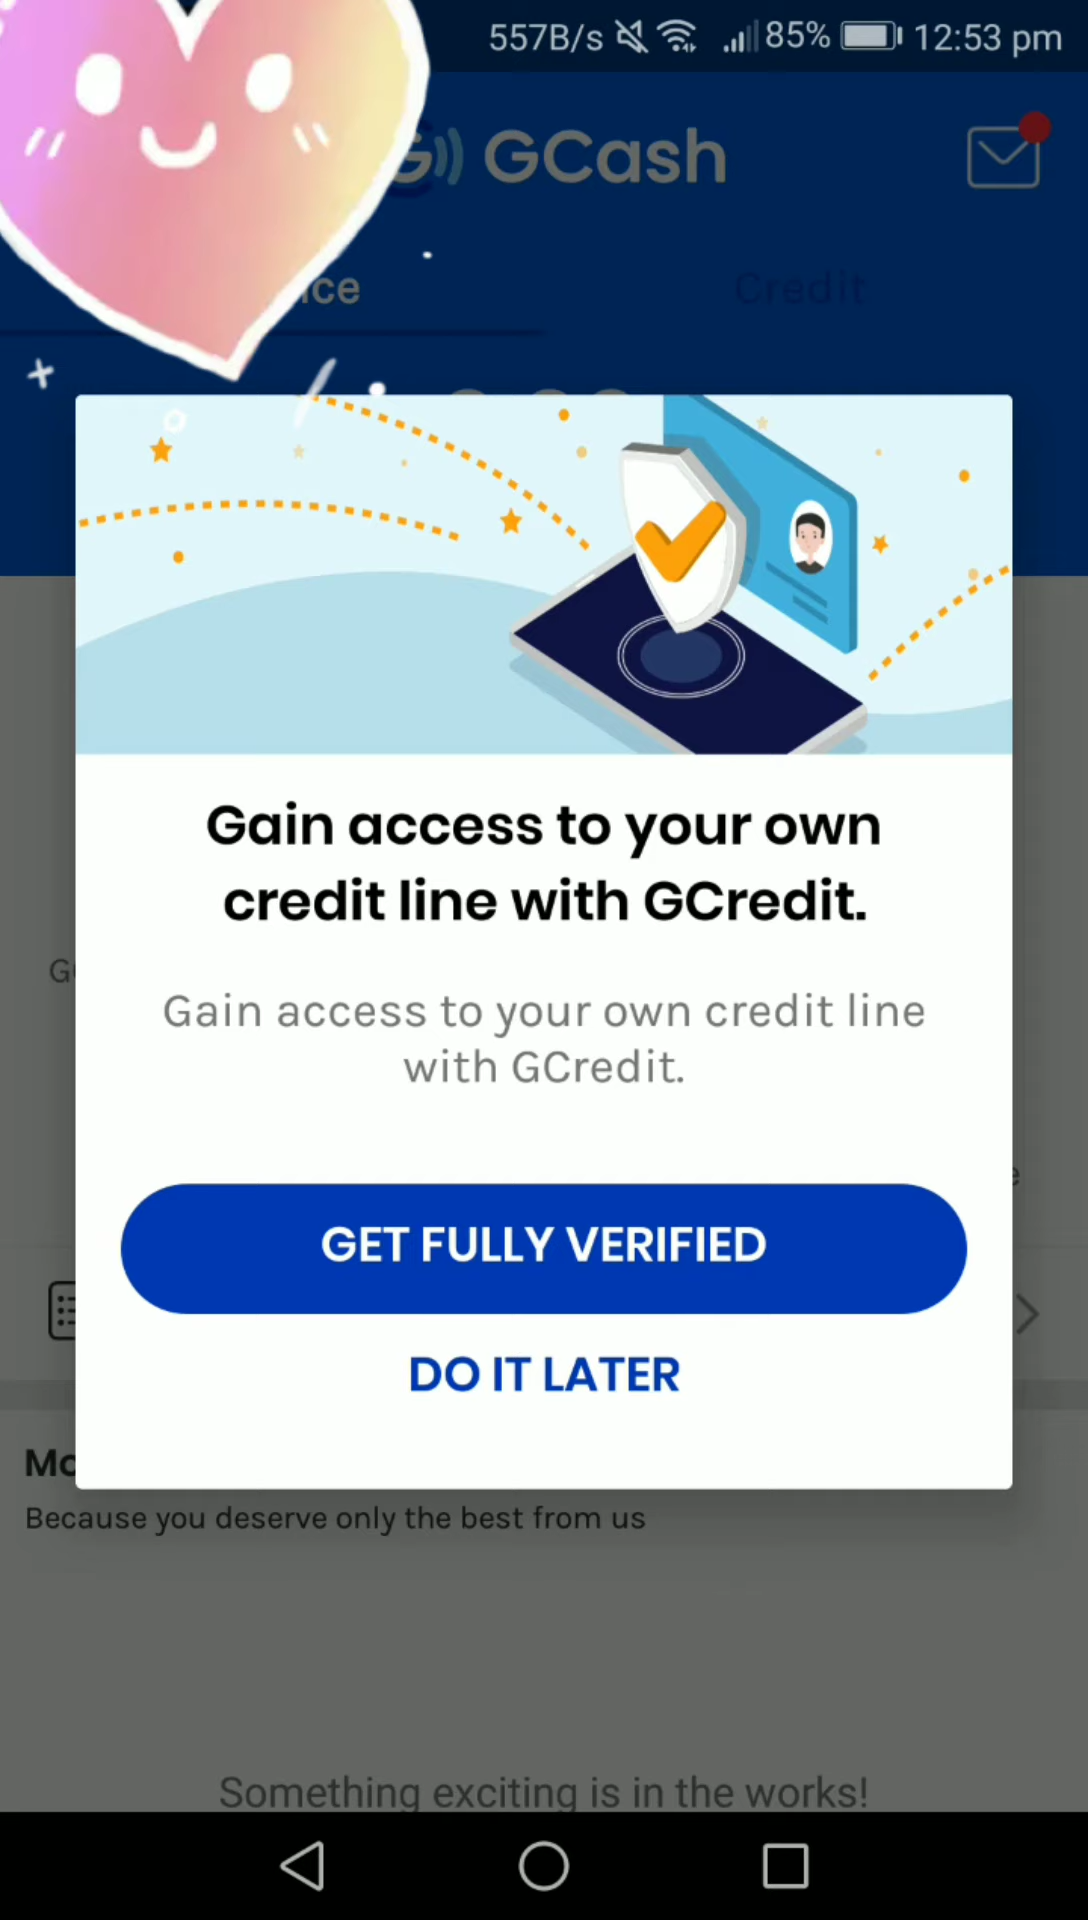 557B/s 85% 12:53 pm
GCash
Credit
Gain access to your own
credit line with GCredit.
Gain access to your own credit line
with GCredit.
GET FULLY VERIFIED
DO IT LATER
Because you deserve only the best from us
Something exciting is in the works!